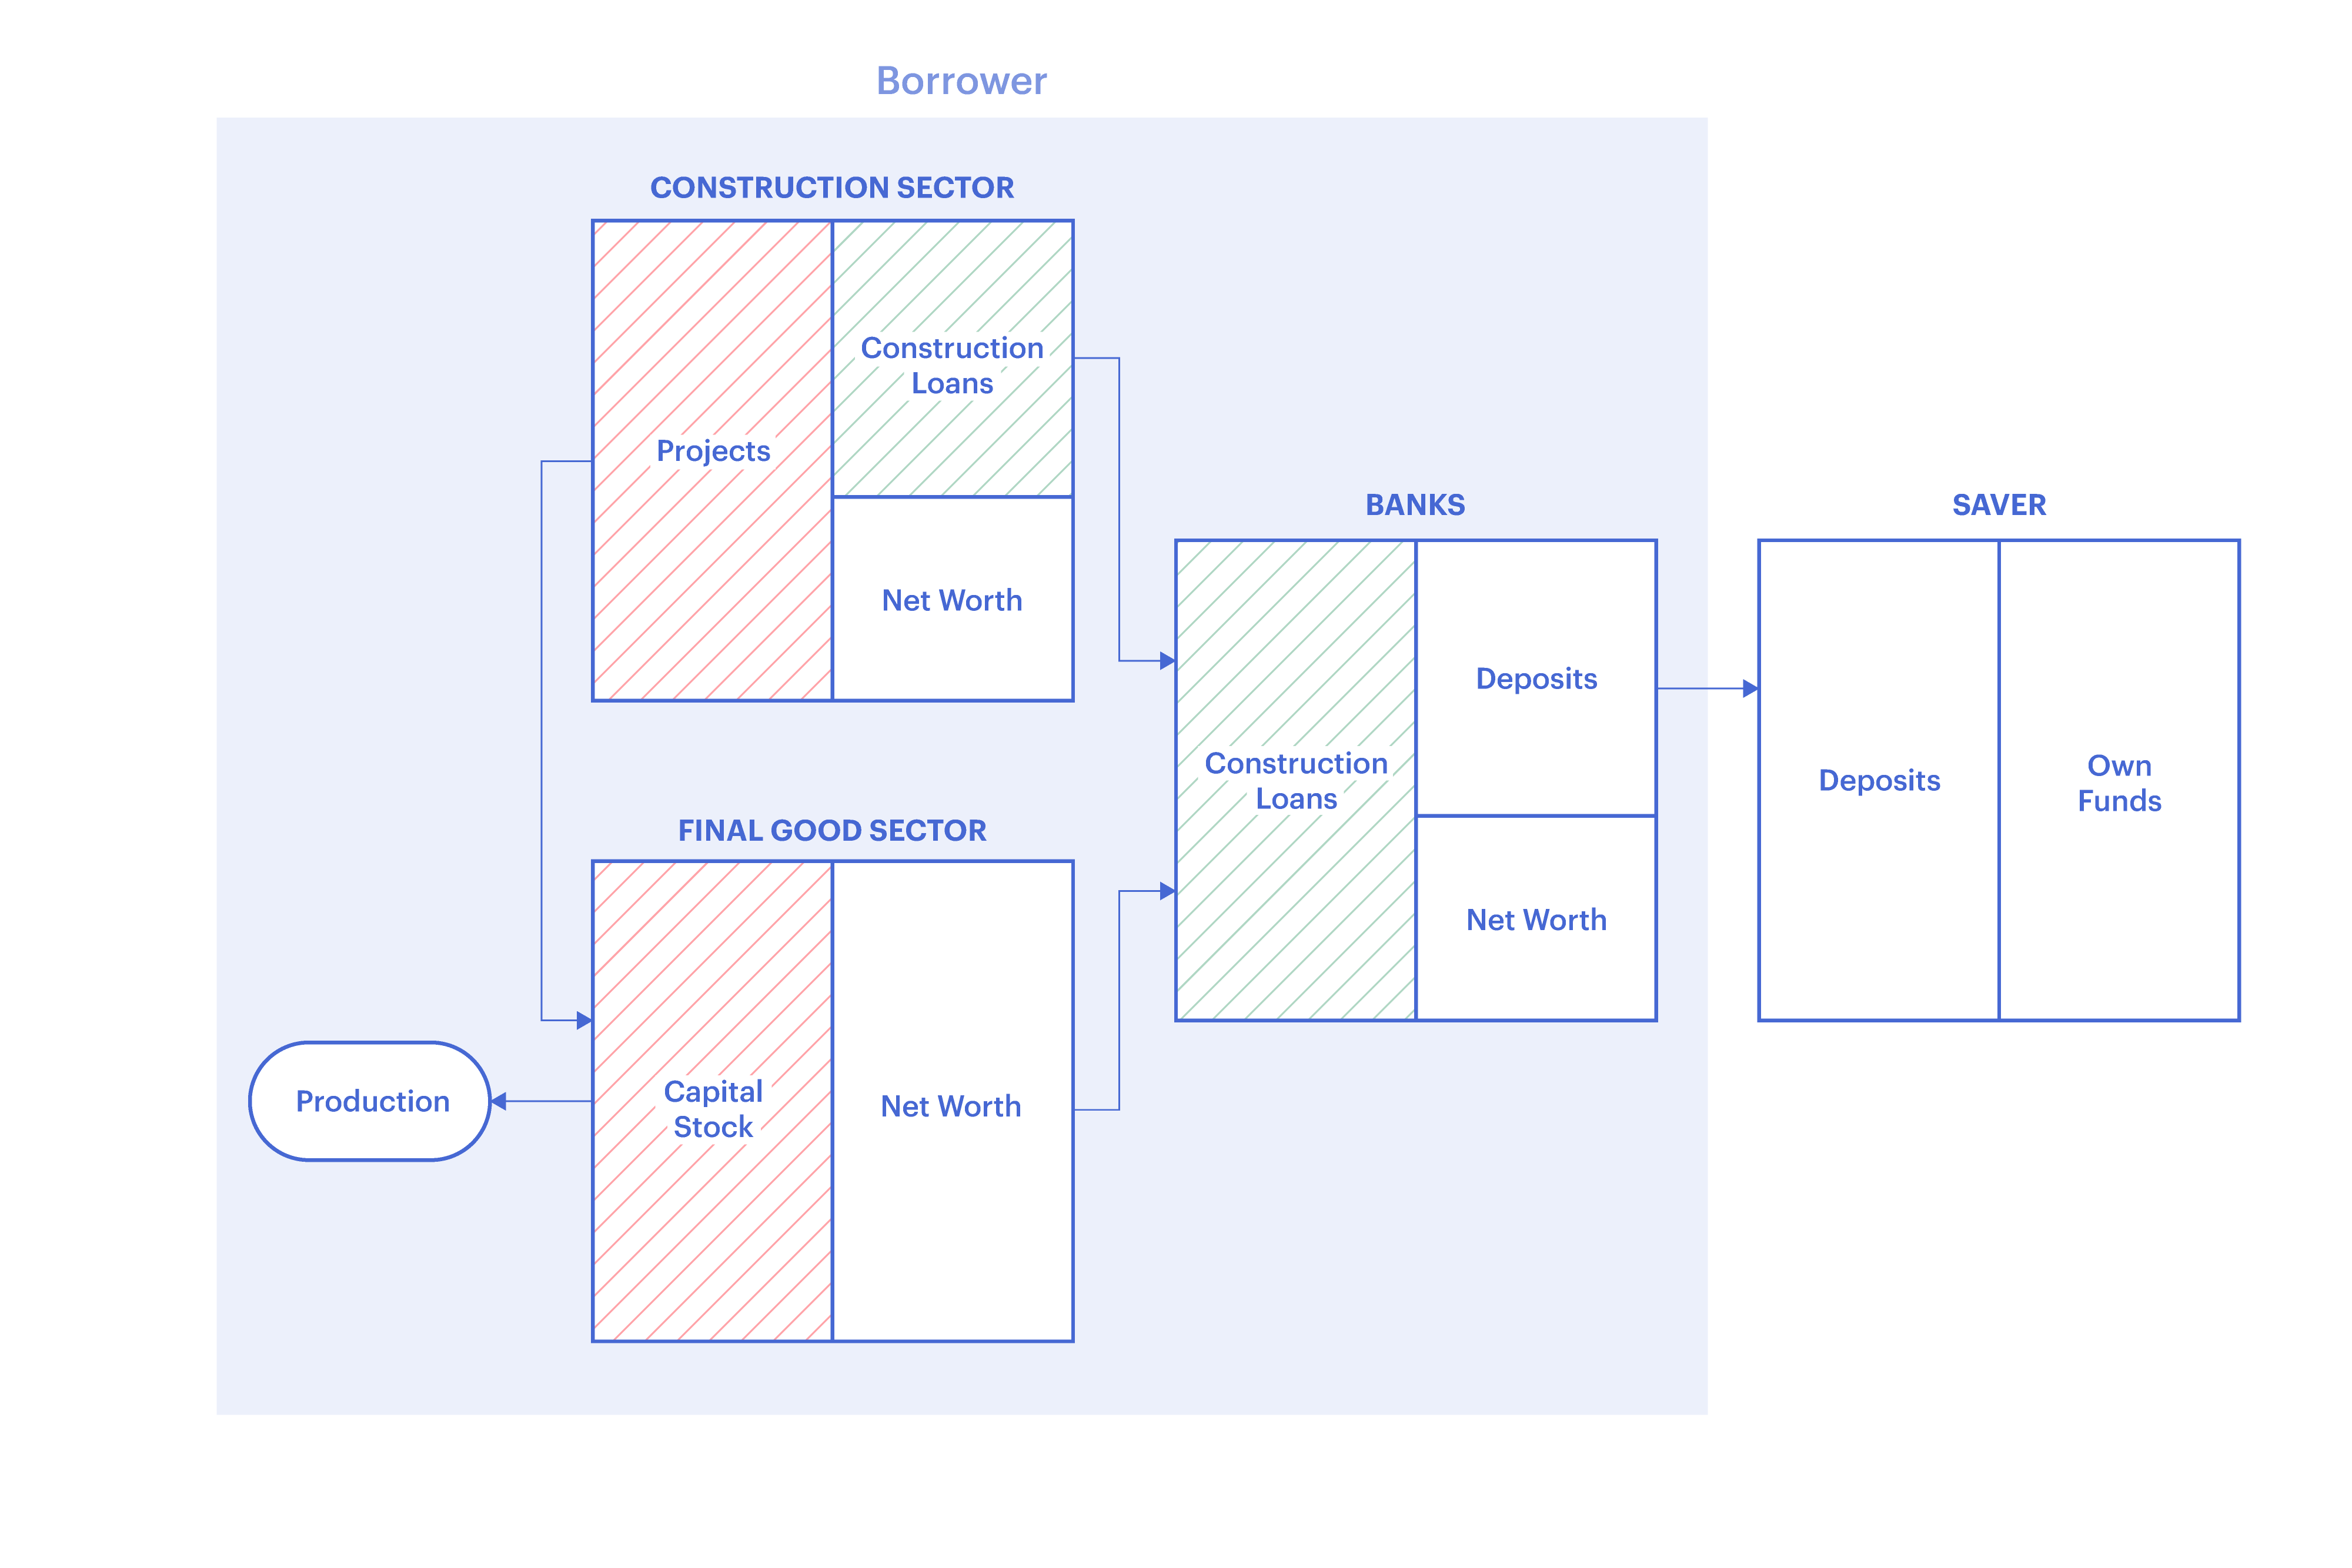 Borrower
CONSTRUCTION SECTOR
Projects
Construction
Loans
Net Worth
FINAL GOOD SECTOR
Capital
Stock
Net Worth
Production
BANKS
Construction
Loans
Deposits
Net Worth
SAVER
Deposits
Own
Funds